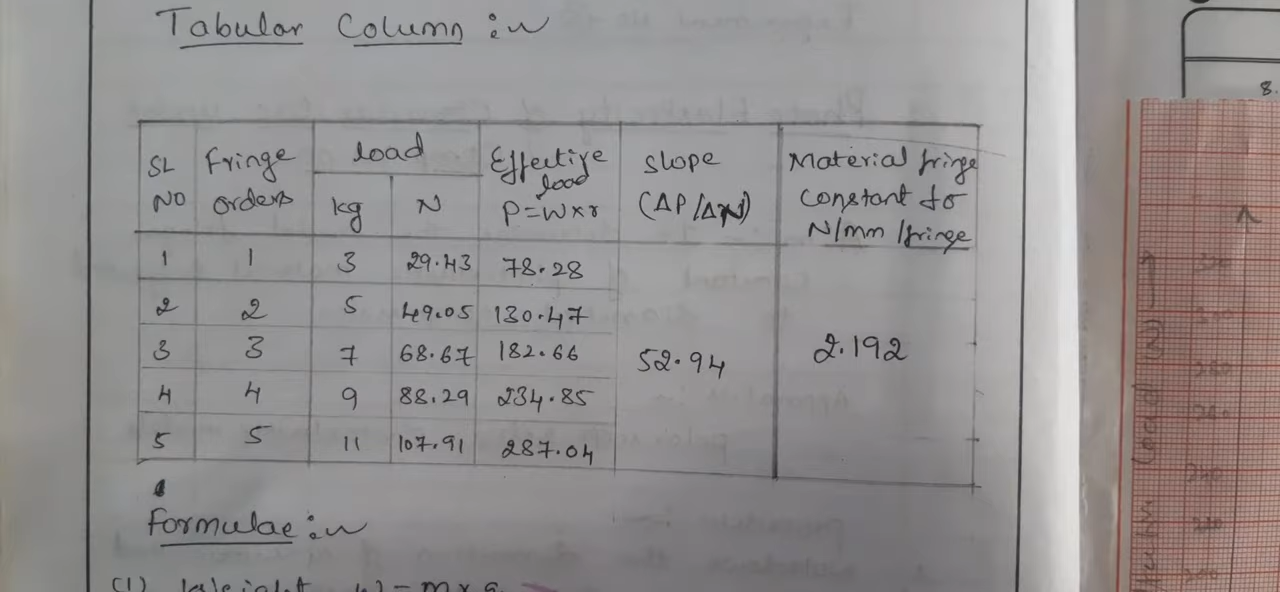 Tabular Column :~
SL NO | Fringe orders | load | Effective load P=W×r | Slope (ΔP/ΔN) | Material fringe constant fσ N/mm /fringe
kg | N
1 | 1 | 3 | 29.43 | 78.28
2 | 2 | 5 | 49.05 | 130.47
3 | 3 | 7 | 68.67 | 182.66 | 52.94 | 2.192
4 | 4 | 9 | 88.29 | 234.85
5 | 5 | 11 | 107.91 | 287.04
Formulae :~
(1) Weight W = m×g
8.